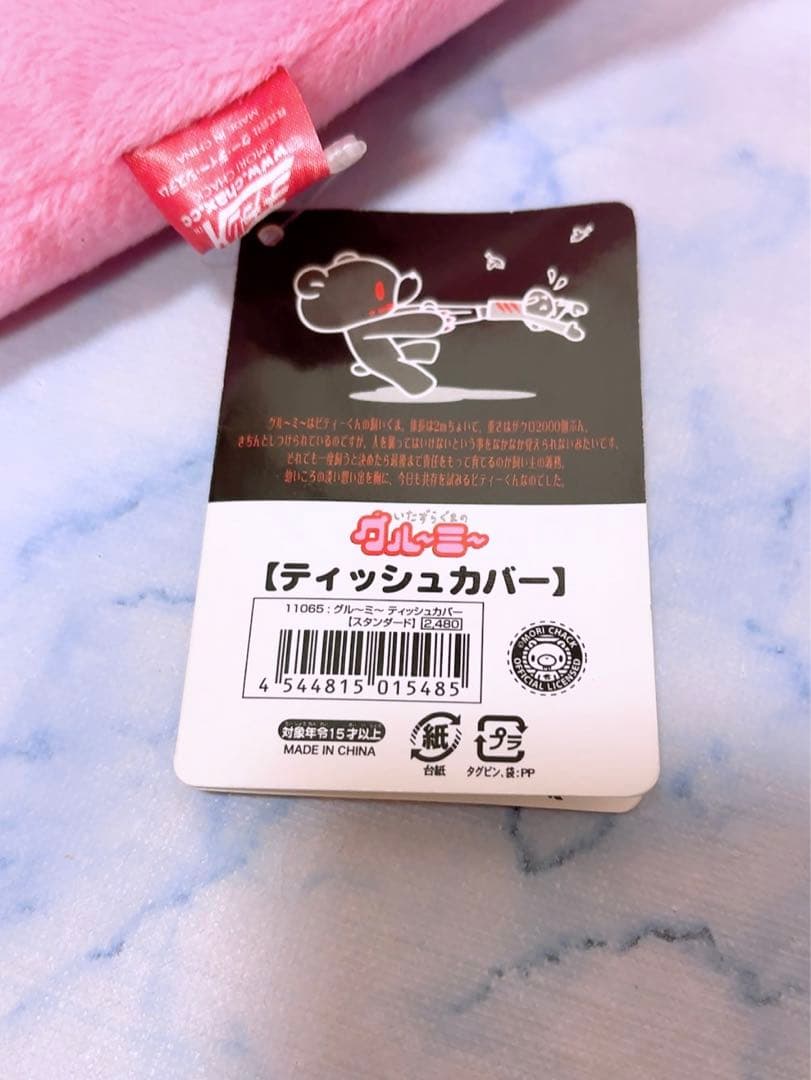 MADE IN CHINA
©MORI CHACK
www.chax.cc
グル〜ミ〜はピティーくんの飼いぐま。体長は2mちょいで、重さはザクロ2000個ぶん。
きちんとしつけられているのですが、人を襲ってはいけないという事をなかなか覚えられないみたいです。
それでも一度飼うと決めたら最後まで責任をもって育てるのが飼い主の義務。
幼いころの淡い想い出を胸に、今日も共存を試みるピティーくんなのでした。
いたずらぐまの
グル〜ミ〜
【ティッシュカバー】
11065:グル〜ミ〜 ティッシュカバー
【スタンダード】 2,480
4 544815 015485
©MORI CHACK
OFFICIAL LICENSED
対象年令15才以上
MADE IN CHINA
紙
台紙
プラ
タグピン、袋:PP